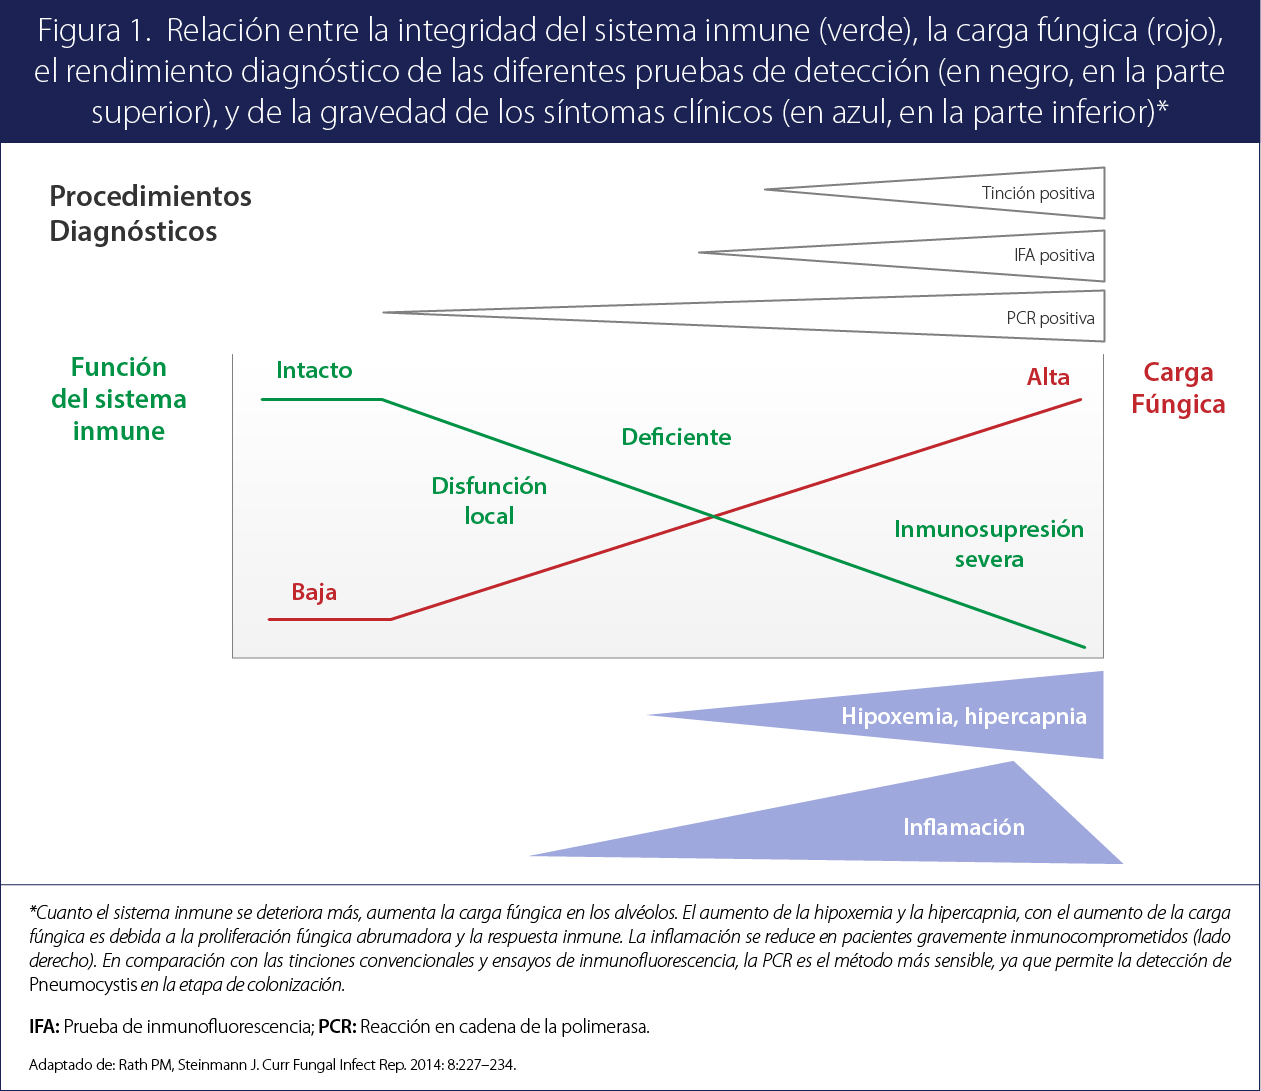 Figura 1.  Relación entre la integridad del sistema inmune (verde), la carga fúngica (rojo),
el rendimiento diagnóstico de las diferentes pruebas de detección (en negro, en la parte
superior), y de la gravedad de los síntomas clínicos (en azul, en la parte inferior)*
Procedimientos
Diagnósticos
Tinción positiva
IFA positiva
PCR positiva
Función
del sistema
inmune
Intacto
Alta
Carga
Fúngica
Deficiente
Disfunción
local
Inmunosupresión
severa
Baja
Hipoxemia, hipercapnia
Inflamación
*Cuanto el sistema inmune se deteriora más, aumenta la carga fúngica en los alvéolos. El aumento de la hipoxemia y la hipercapnia, con el aumento de la carga
fúngica es debida a la proliferación fúngica abrumadora y la respuesta inmune. La inflamación se reduce en pacientes gravemente inmunocomprometidos (lado
derecho). En comparación con las tinciones convencionales y ensayos de inmunofluorescencia, la PCR es el método más sensible, ya que permite la detección de
Pneumocystis en la etapa de colonización.
IFA: Prueba de inmunofluorescencia; PCR: Reacción en cadena de la polimerasa.
Adaptado de: Rath PM, Steinmann J. Curr Fungal Infect Rep. 2014: 8:227–234.